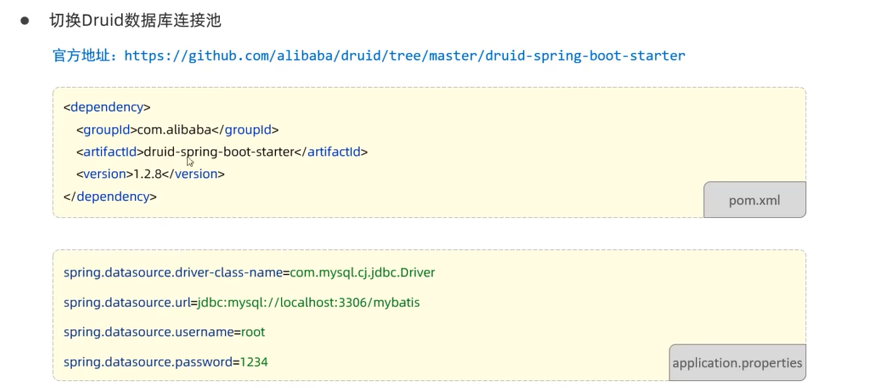 ● 切换Druid数据库连接池
官方地址：https://github.com/alibaba/druid/tree/master/druid-spring-boot-starter
<dependency>
<groupId>com.alibaba</groupId>
<artifactId>druid-spring-boot-starter</artifactId>
<version>1.2.8</version>
</dependency>
pom.xml
spring.datasource.driver-class-name=com.mysql.cj.jdbc.Driver
spring.datasource.url=jdbc:mysql://localhost:3306/mybatis
spring.datasource.username=root
spring.datasource.password=1234
application.properties